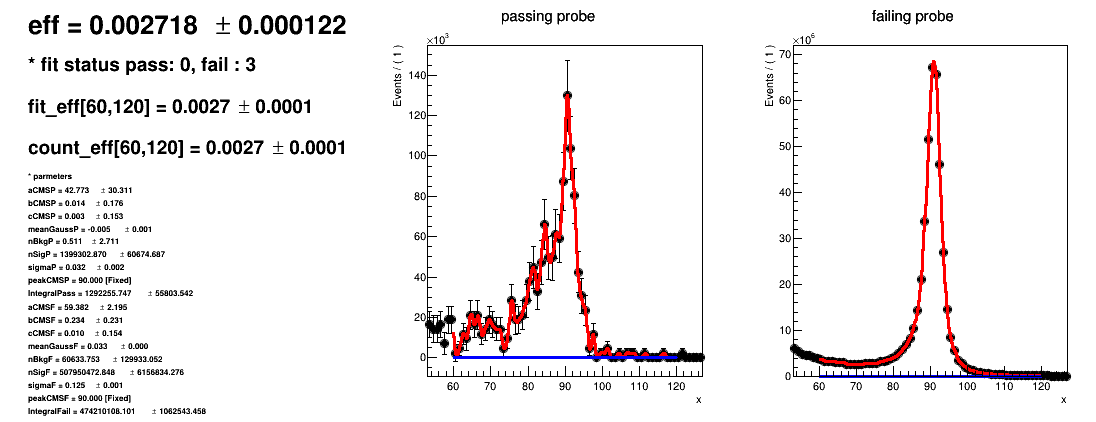 eff = 0.002718 ± 0.000122
* fit status pass: 0, fail : 3
fit_eff[60,120] = 0.0027 ± 0.0001
count_eff[60,120] = 0.0027 ± 0.0001
* parmeters
aCMSP = 42.773 ± 30.311
bCMSP = 0.014 ± 0.176
cCMSP = 0.003 ± 0.153
meanGaussP = -0.005 ± 0.001
nBkgP = 0.511 ± 2.711
nSigP = 1399302.870 ± 60674.687
sigmaP = 0.032 ± 0.002
peakCMSP = 90.000 [Fixed]
IntegralPass = 1292255.747 ± 55803.542
aCMSF = 59.382 ± 2.195
bCMSF = 0.234 ± 0.231
cCMSF = 0.010 ± 0.154
meanGaussF = 0.033 ± 0.000
nBkgF = 60633.753 ± 129933.052
nSigF = 507950472.848 ± 6156834.276
sigmaF = 0.125 ± 0.001
peakCMSF = 90.000 [Fixed]
IntegralFail = 474210108.101 ± 1062543.458
passing probe
×10³
Events / ( 1 )
140
120
100
80
60
40
20
0
60 70 80 90 100 110 120
x
failing probe
×10⁶
Events / ( 1 )
70
60
50
40
30
20
10
0
60 70 80 90 100 110 120
x